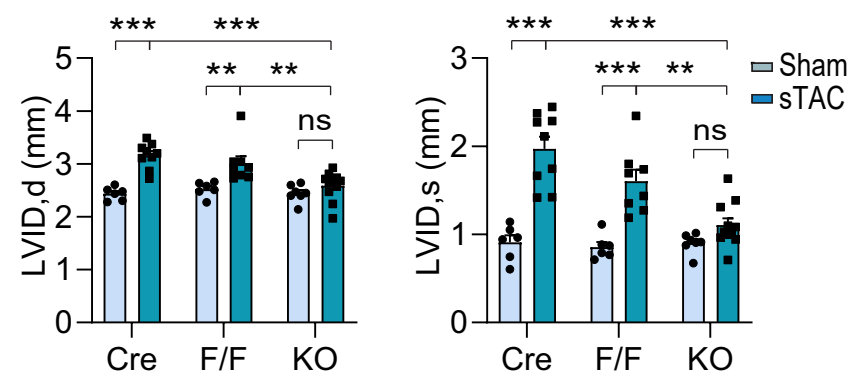 *** ***
** **
ns
LVID,d (mm)
5
4
3
2
1
0
Cre F/F KO
*** ***
*** **
ns
LVID,s (mm)
3
2
1
0
Cre F/F KO
Sham
sTAC